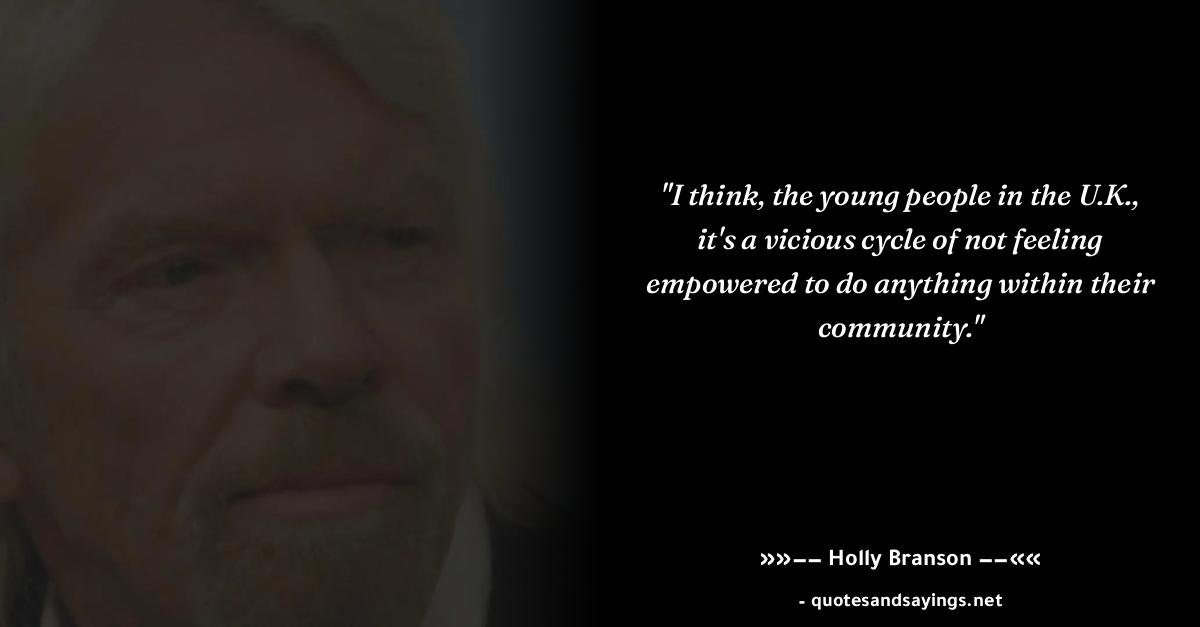 "I think, the young people in the U.K.,
it's a vicious cycle of not feeling
empowered to do anything within their
community."
»»−− Holly Branson −−««
- quotesandsayings.net